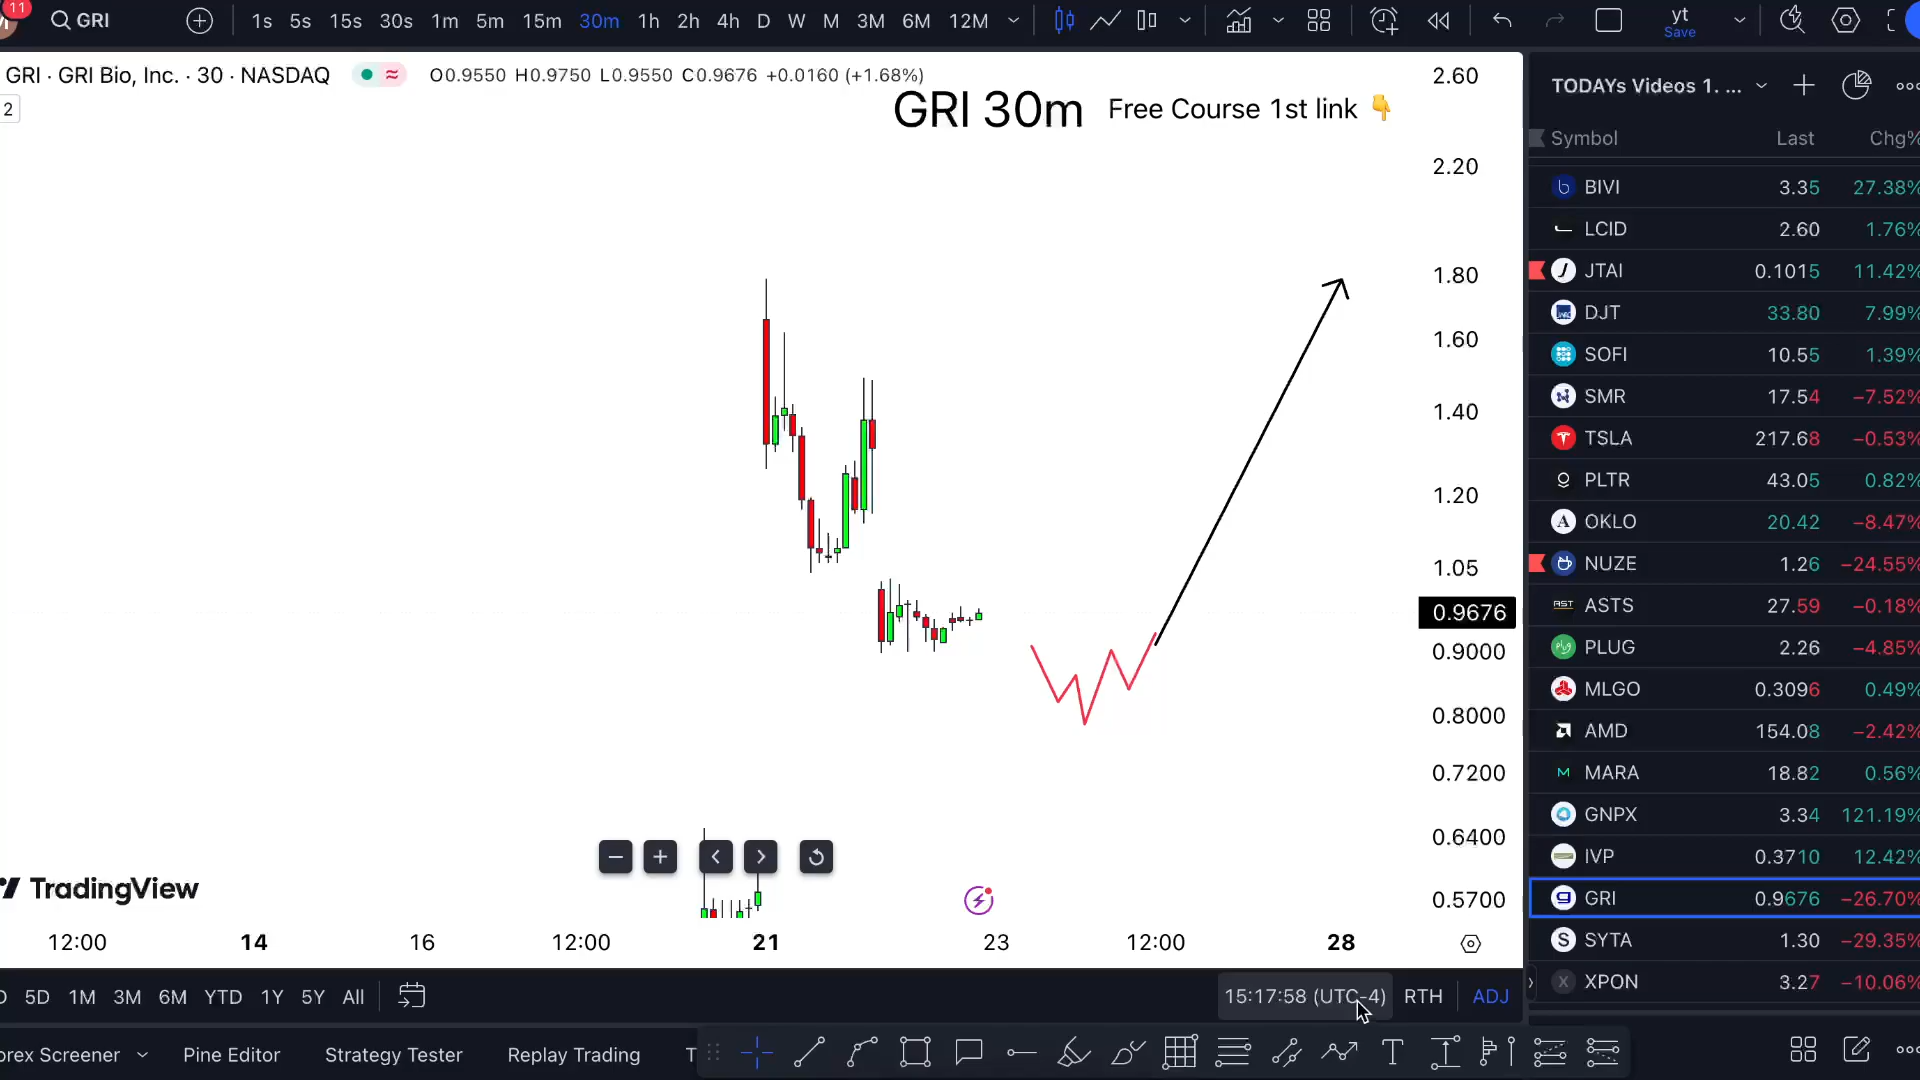 11
GRI
1s 5s 15s 30s 1m 5m 15m 30m 1h 2h 4h D W M 3M 6M 12M
yt
Save
GRI · GRI Bio, Inc. · 30 · NASDAQ
O0.9550 H0.9750 L0.9550 C0.9676 +0.0160 (+1.68%)
2
GRI 30m
Free Course 1st link
2.60
2.20
1.80
1.60
1.40
1.20
1.05
0.9676
0.9000
0.8000
0.7200
0.6400
0.5700
TradingView
12:00 14 16 12:00 21 23 12:00 28
5D 1M 3M 6M YTD 1Y 5Y All
15:17:58 (UTC-4) RTH ADJ
orex Screener Pine Editor Strategy Tester Replay Trading T
TODAYs Videos 1. ...
Symbol Last Chg%
BIVI 3.35 27.38%
LCID 2.60 1.76%
JTAI 0.1015 11.42%
DJT 33.80 7.99%
SOFI 10.55 1.39%
SMR 17.54 −7.52%
TSLA 217.68 −0.53%
PLTR 43.05 0.82%
OKLO 20.42 −8.47%
NUZE 1.26 −24.55%
ASTS 27.59 −0.18%
PLUG 2.26 −4.85%
MLGO 0.3096 0.49%
AMD 154.08 −2.42%
MARA 18.82 0.56%
GNPX 3.34 121.19%
IVP 0.3710 12.42%
GRI 0.9676 −26.70%
SYTA 1.30 −29.35%
XPON 3.27 −10.06%